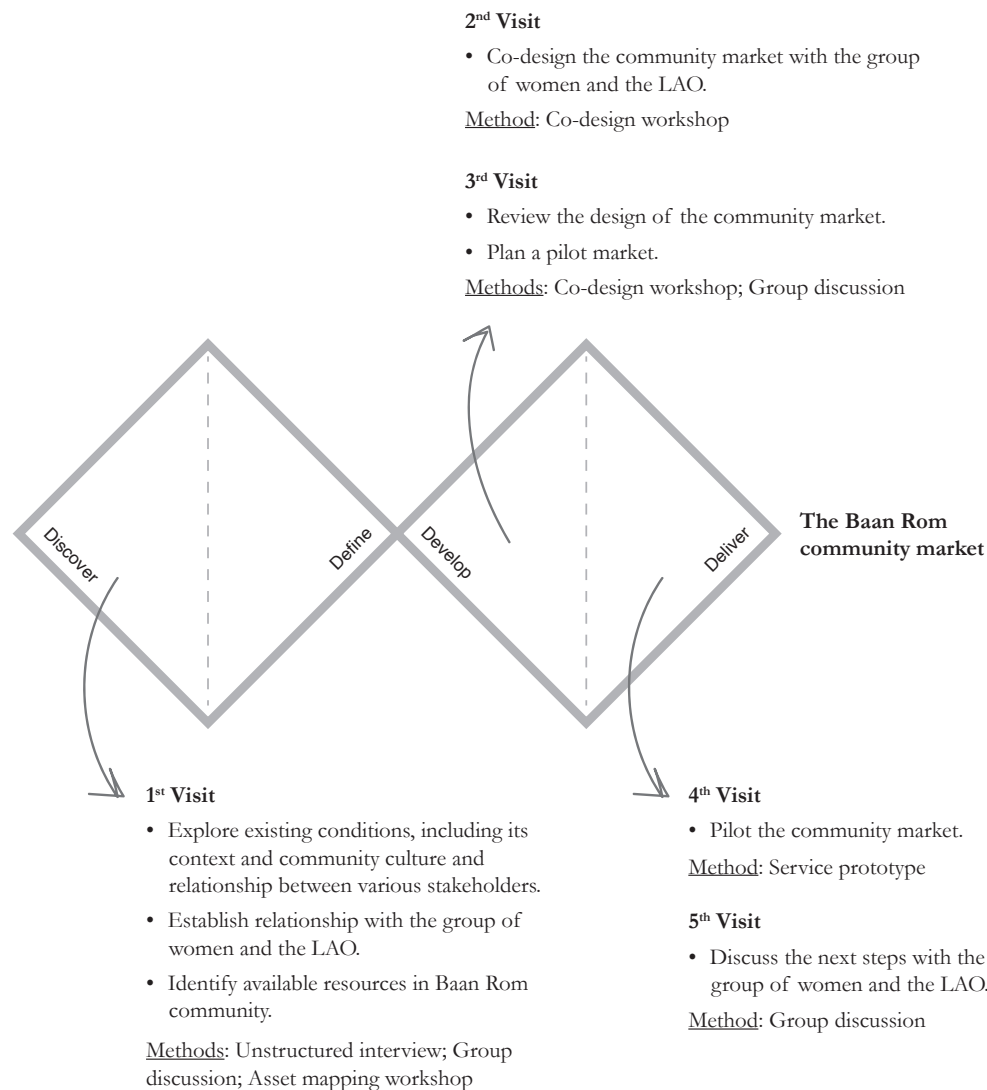 2nd Visit
• Co-design the community market with the group
of women and the LAO.
Method: Co-design workshop
3rd Visit
• Review the design of the community market.
• Plan a pilot market.
Methods: Co-design workshop; Group discussion
Discover
Define
Develop
Deliver
The Baan Rom
community market
1st Visit
• Explore existing conditions, including its
context and community culture and
relationship between various stakeholders.
• Establish relationship with the group of
women and the LAO.
• Identify available resources in Baan Rom
community.
Methods: Unstructured interview; Group
discussion; Asset mapping workshop
4th Visit
• Pilot the community market.
Method: Service prototype
5th Visit
• Discuss the next steps with the
group of women and the LAO.
Method: Group discussion